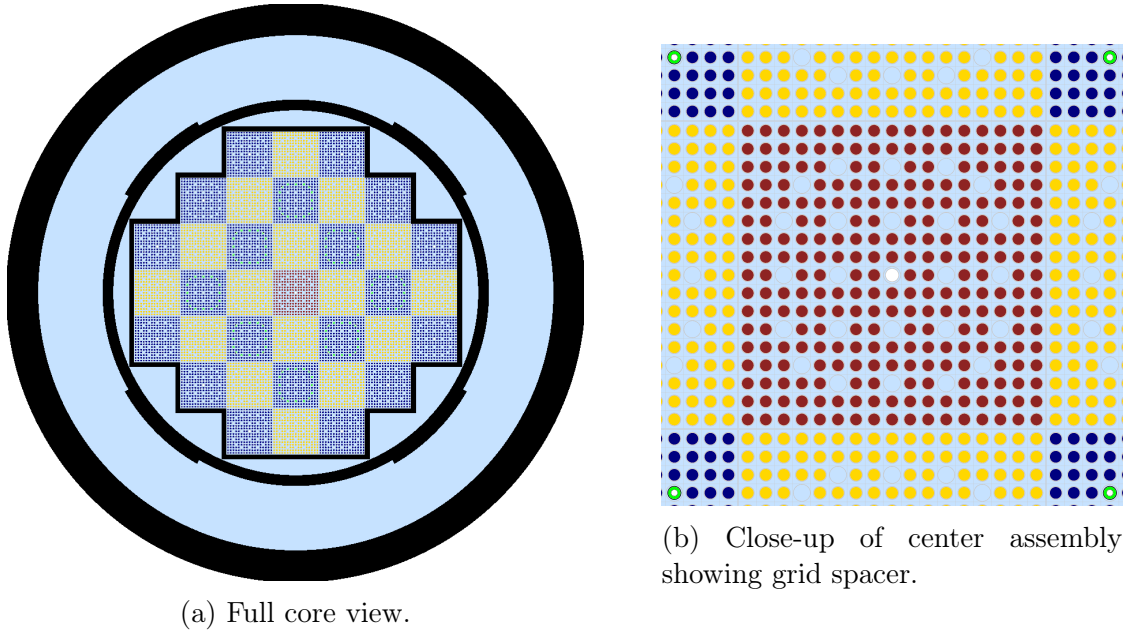 (a) Full core view.
(b) Close-up of center assembly
showing grid spacer.